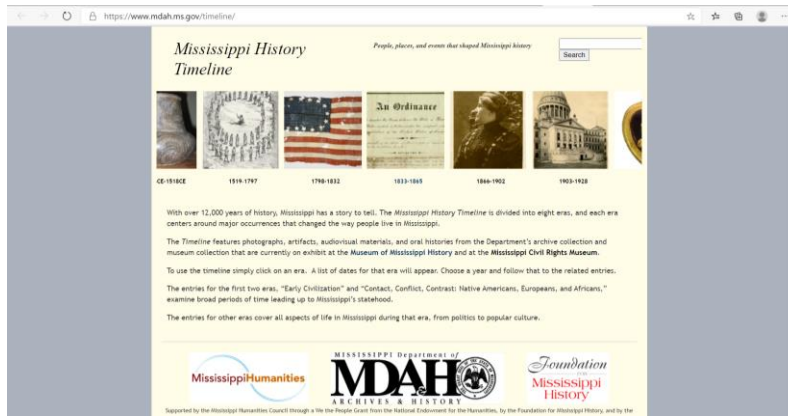 https://www.mdah.ms.gov/timeline/
Mississippi History
Timeline
People, places, and events that shaped Mississippi history
Search
An Ordinance
CE-1518CE
1519-1797
1798-1832
1833-1865
1866-1902
1903-1928
With over 12,000 years of history, Mississippi has a story to tell. The Mississippi History Timeline is divided into eight eras, and each era
centers around major occurrences that changed the way people live in Mississippi.
The Timeline features photographs, artifacts, audiovisual materials, and oral histories from the Department's archive collection and
museum collection that are currently on exhibit at the Museum of Mississippi History and at the Mississippi Civil Rights Museum.
To use the timeline simply click on an era. A list of dates for that era will appear. Choose a year and follow that to the related entries.
The entries for the first two eras, "Early Civilization" and "Contact, Conflict, Contrast: Native Americans, Europeans, and Africans,"
examine broad periods of time leading up to Mississippi's statehood.
The entries for other eras cover all aspects of life in Mississippi during that era, from politics to popular culture.
MississippiHumanities
MISSISSIPPI Department of
MDAH
ARCHIVES & HISTORY
Foundation
FOR
Mississippi
History
Supported by the Mississippi Humanities Council through a We the People Grant from the National Endowment for the Humanities, by the Foundation for Mississippi History, and by the